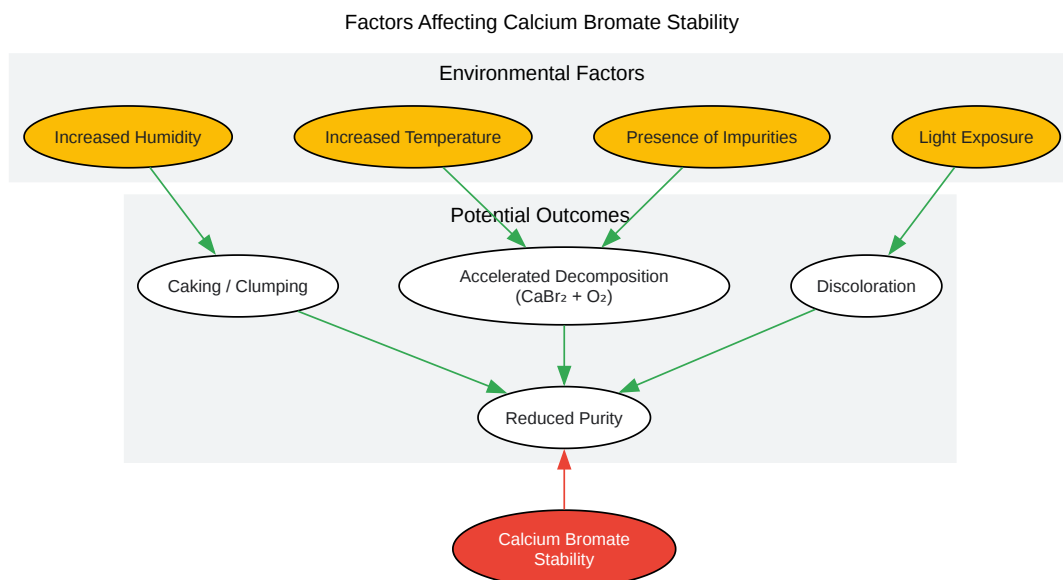 Factors Affecting Calcium Bromate Stability
Environmental Factors
Increased Humidity
Increased Temperature
Presence of Impurities
Light Exposure
Potential Outcomes
Caking / Clumping
Accelerated Decomposition
(CaBr₂ + O₂)
Discoloration
Reduced Purity
Calcium Bromate
Stability